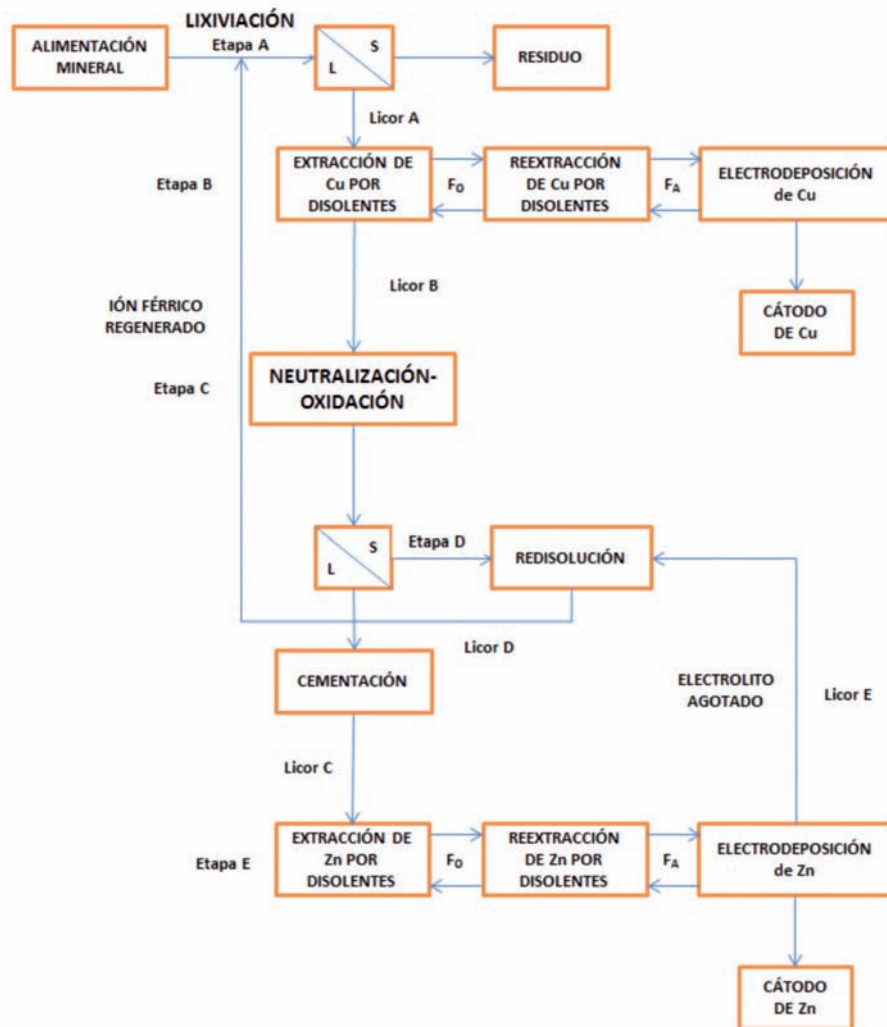 LIXIVIACIÓN
Etapa A
ALIMENTACIÓN
MINERAL
S
L
RESIDUO
Licor A
Etapa B
EXTRACCIÓN DE
Cu POR
DISOLENTES
FO
REEXTRACCIÓN
DE Cu POR
DISOLENTES
FA
ELECTRODEPOSICIÓN
de Cu
Licor B
CÁTODO
DE Cu
IÓN FÉRRICO
REGENERADO
Etapa C
NEUTRALIZACIÓN-
OXIDACIÓN
S
L
Etapa D
REDISOLUCIÓN
Licor D
CEMENTACIÓN
ELECTROLITO
AGOTADO
Licor E
Licor C
Etapa E
EXTRACCIÓN DE
Zn POR
DISOLENTES
FO
REEXTRACCIÓN
DE Zn POR
DISOLENTES
FA
ELECTRODEPOSICIÓN
de Zn
CÁTODO
DE Zn